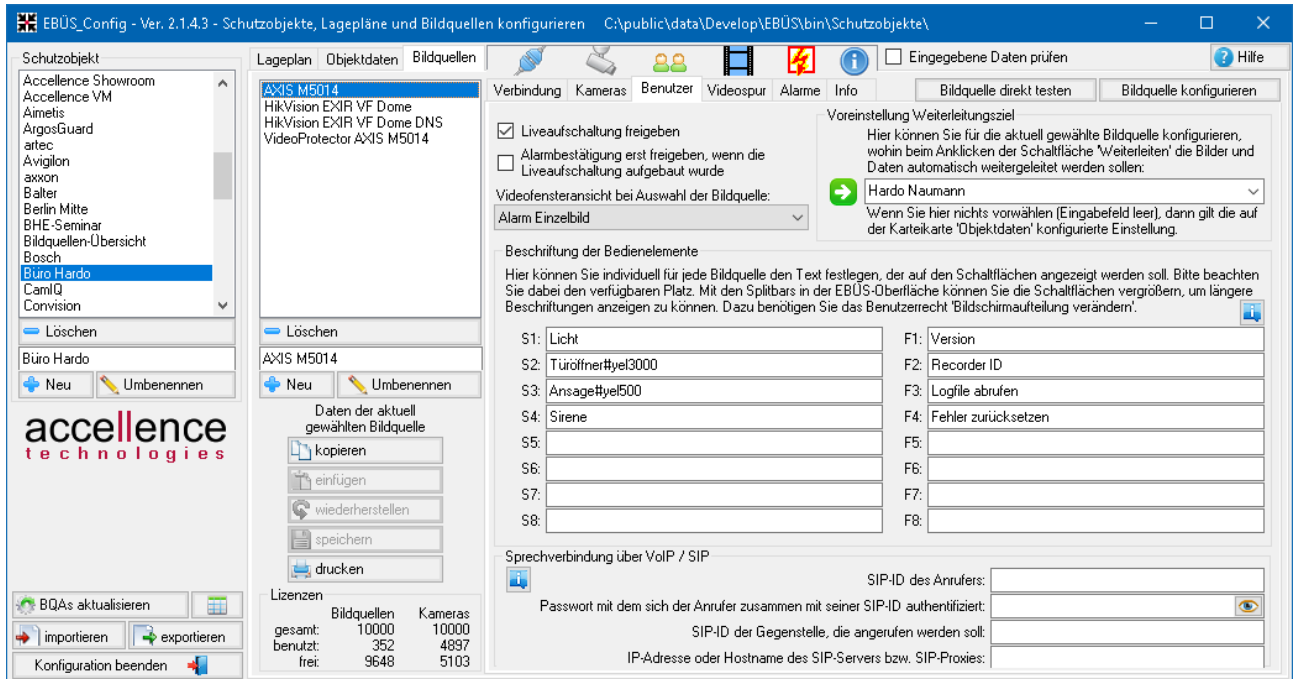 EBÜS_Config - Ver. 2.1.4.3 - Schutzobjekte, Lagepläne und Bildquellen konfigurieren C:\public\data\Develop\EBÜS\bin\Schutzobjekte\
Schutzobjekt
Accellence Showroom
Accellence VM
Aimetis
ArgosGuard
artec
Avigilon
axxon
Balter
Berlin Mitte
BHE-Seminar
Bildquellen-Übersicht
Bosch
Büro Hardo
CamIQ
Convision
Löschen
Büro Hardo
Neu
Umbenennen
accellence
technologies
BQAs aktualisieren
importieren
exportieren
Konfiguration beenden
Lageplan
Objektdaten
Bildquellen
AXIS M5014
HikVision EXIR VF Dome
HikVision EXIR VF Dome DNS
VideoProtector AXIS M5014
Löschen
AXIS M5014
Neu
Umbenennen
Daten der aktuell
gewählten Bildquelle
kopieren
einfügen
wiederherstellen
speichern
drucken
Lizenzen
Bildquellen Kameras
gesamt: 10000 10000
benutzt: 352 4897
frei: 9648 5103
Eingegebene Daten prüfen
Hilfe
Verbindung
Kameras
Benutzer
Videospur
Alarme
Info
Bildquelle direkt testen
Bildquelle konfigurieren
Liveaufschaltung freigeben
Alarmbestätigung erst freigeben, wenn die
Liveaufschaltung aufgebaut wurde
Videofensteransicht bei Auswahl der Bildquelle:
Alarm Einzelbild
Voreinstellung Weiterleitungsziel
Hier können Sie für die aktuell gewählte Bildquelle konfigurieren,
wohin beim Anklicken der Schaltfläche 'Weiterleiten' die Bilder und
Daten automatisch weitergeleitet werden sollen:
Hardo Naumann
Wenn Sie hier nichts vorwählen (Eingabefeld leer), dann gilt die auf
der Karteikarte 'Objektdaten' konfigurierte Einstellung.
Beschriftung der Bedienelemente
Hier können Sie individuell für jede Bildquelle den Text festlegen, der auf den Schaltflächen angezeigt werden soll. Bitte beachten
Sie dabei den verfügbaren Platz. Mit den Splitbars in der EBÜS-Oberfläche können Sie die Schaltflächen vergrößern, um längere
Beschriftungen anzeigen zu können. Dazu benötigen Sie das Benutzerrecht 'Bildschirmaufteilung verändern'.
S1: Licht
S2: Türöffner#yel3000
S3: Ansage#yel500
S4: Sirene
S5:
S6:
S7:
S8:
F1: Version
F2: Recorder ID
F3: Logfile abrufen
F4: Fehler zurücksetzen
F5:
F6:
F7:
F8:
Sprechverbindung über VoIP / SIP
SIP-ID des Anrufers:
Passwort mit dem sich der Anrufer zusammen mit seiner SIP-ID authentifiziert:
SIP-ID der Gegenstelle, die angerufen werden soll:
IP-Adresse oder Hostname des SIP-Servers bzw. SIP-Proxies: